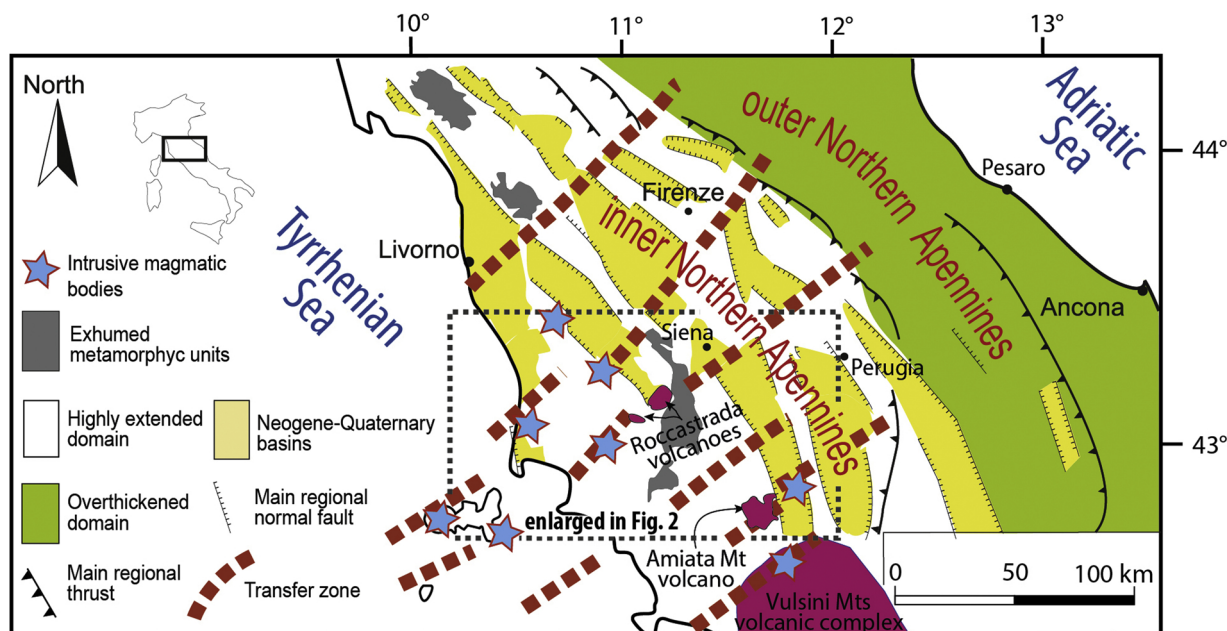 10°
11°
12°
13°
North
Adriatic
Sea
44°
outer Northern Apennines
Pesaro
Firenze
Tyrrhenian
Sea
Livorno
inner Northern Apennines
Intrusive magmatic
bodies
Ancona
Exhumed
metamorphyc units
Siena
Perugia
Highly extended
domain
Neogene-Quaternary
basins
Roccastrada
volcanoes
43°
Overthickened
domain
Main regional
normal fault
enlarged in Fig. 2
Amiata Mt
volcano
Main regional
thrust
Transfer zone
0
50
100 km
Vulsini Mts
volcanic complex